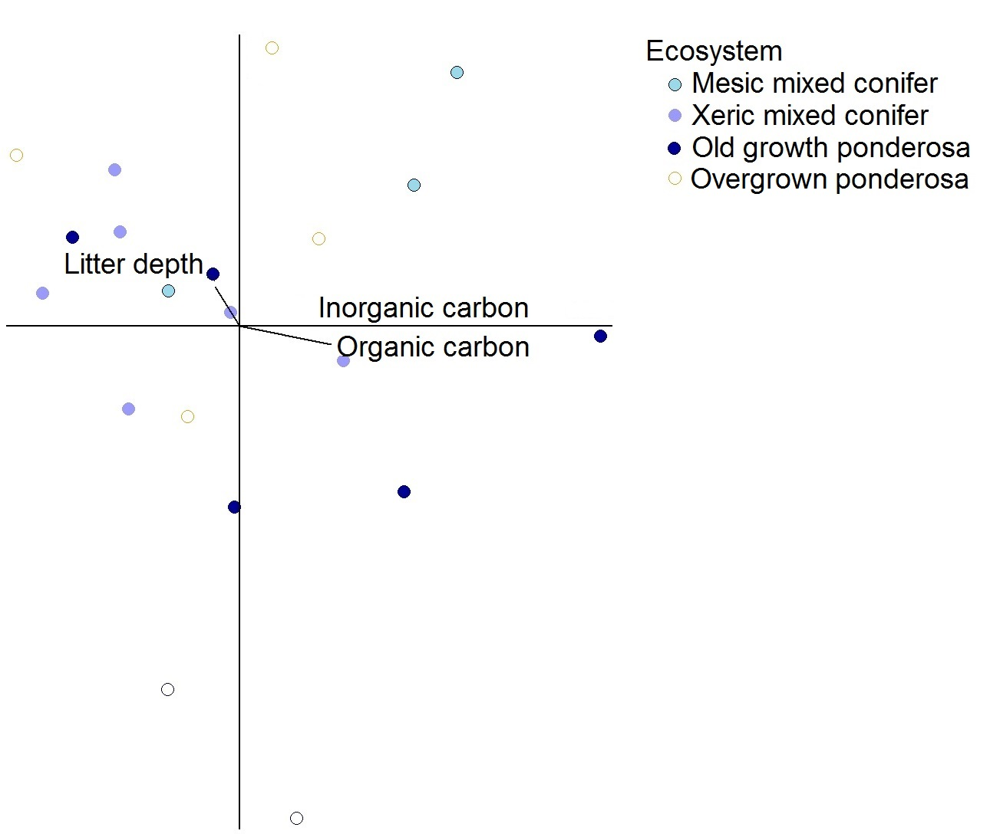 Ecosystem
Mesic mixed conifer
Xeric mixed conifer
Old growth ponderosa
Overgrown ponderosa
Litter depth
Inorganic carbon
Organic carbon